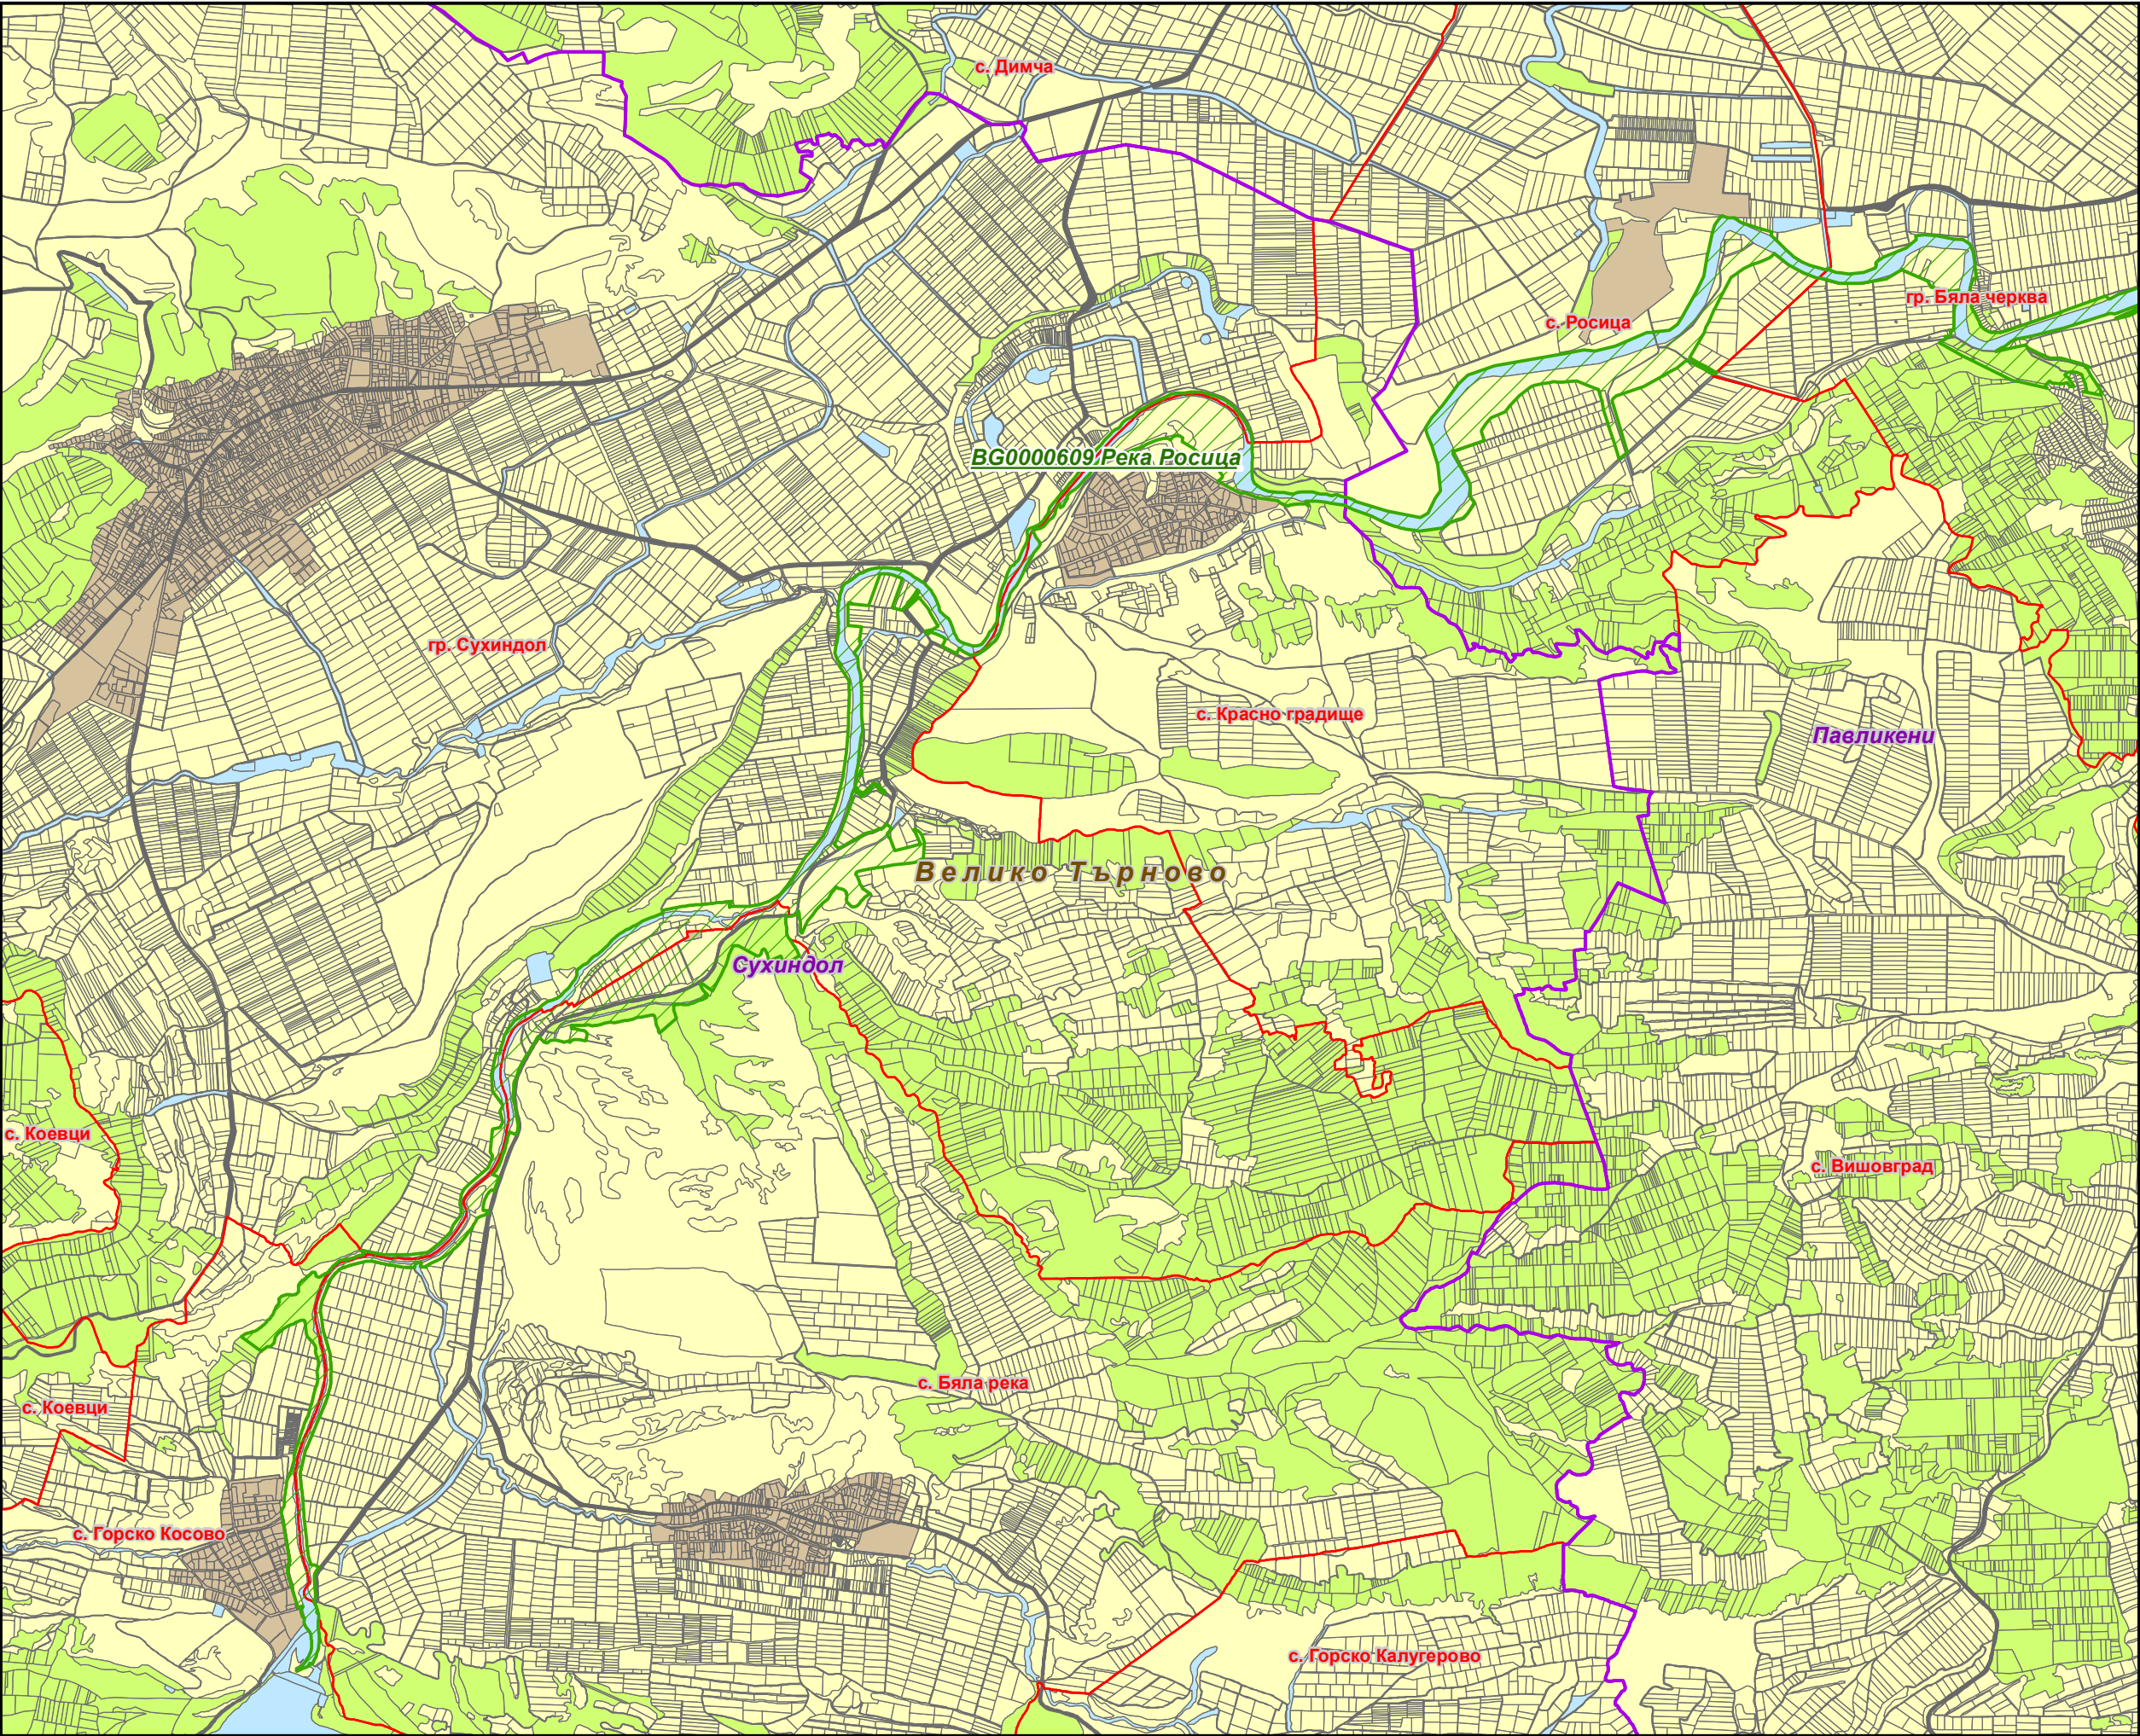 с. Димча
гр. Бяла черква
с. Росица
BG0000609 Река Росица
гр. Сухиндол
с. Красно градище
Павликени
Велико Търново
Сухиндол
с. Коевци
с. Вишовград
с. Бяла река
с. Коевци
с. Горско Косово
с. Горско Калугерово